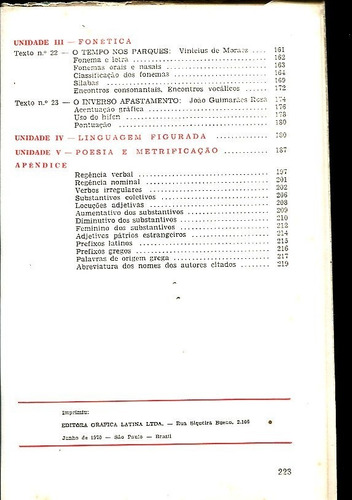 UNIDADE III — FONÉTICA
Texto n.º 22 — O TEMPO NOS PARQUES: Vinicius de Moraes .... 161
Fonema e letra .................... 162
Fonemas orais e nasais .................... 163
Classificação dos fonemas .................... 164
Sílabas .................... 169
Encontros consonantais, Encontros vocálicos ....... 172
Texto n.º 23 — O INVERSO AFASTAMENTO: João Guimarães Rosa 174
Acentuação gráfica .................... 176
Uso do hífen .................... 178
Pontuação .................... 180
UNIDADE IV — LINGUAGEM FIGURADA ..........
UNIDADE V — POESIA E METRIFICAÇÃO .......... 187
APÊNDICE
Regência verbal .................... 197
Regência nominal .................... 201
Verbos irregulares .................... 202
Substantivos coletivos .................... 206
Locuções adjetivas .................... 208
Aumentativo dos substantivos .................... 209
Diminutivo dos substantivos .................... 210
Feminino dos substantivos .................... 212
Adjetivos pátrios estrangeiros .................... 214
Prefixos latinos .................... 215
Prefixos gregos .................... 216
Palavras de origem grega .................... 217
Abreviatura dos nomes dos autores citados ........ 219
Imprimiu:
EDITORA GRÁFICA LATINA LTDA. — Rua Siqueira Bueno,
Junho de 1970 — São Paulo — Brasil
223